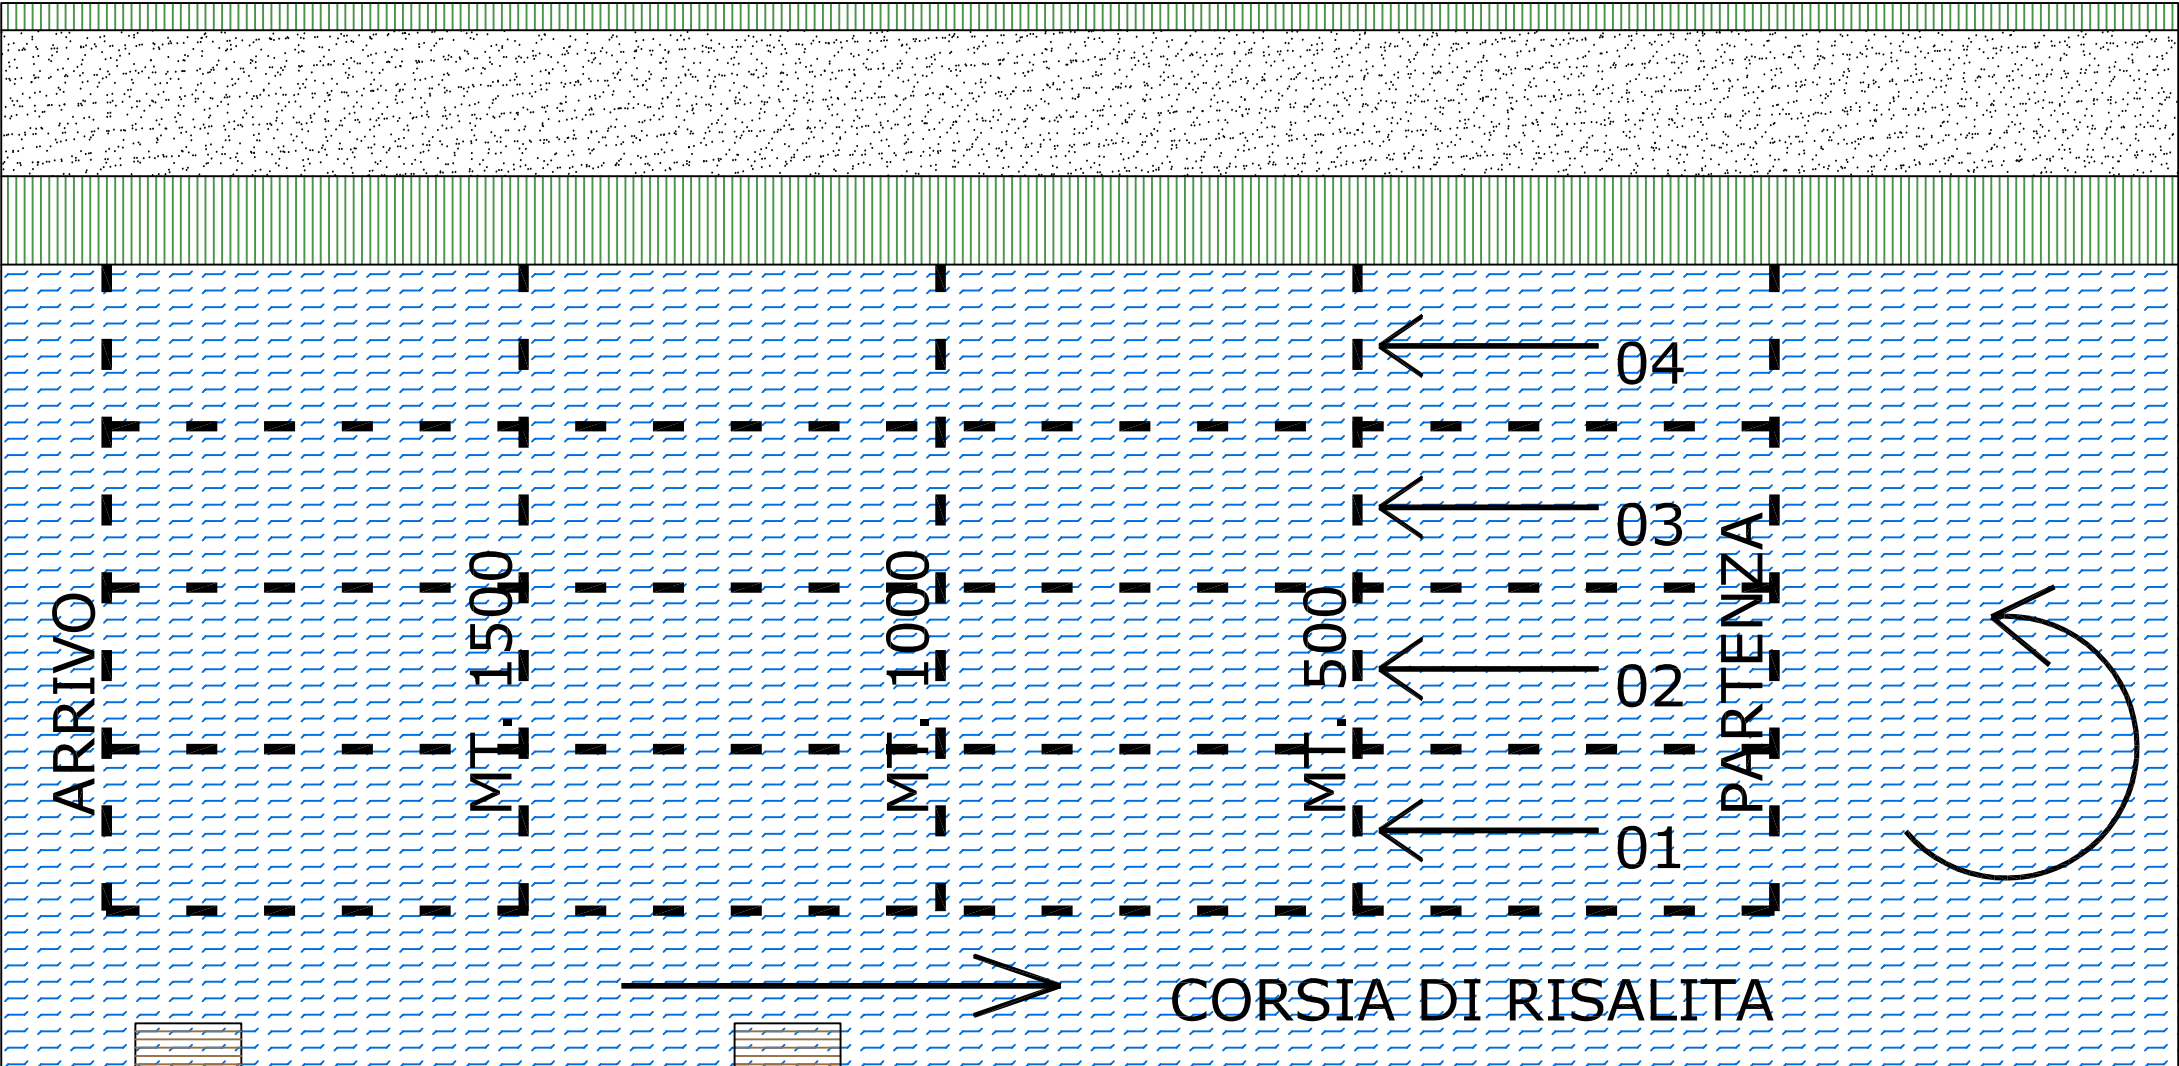 04
03
02
01
ARRIVO
MT. 1500
MT. 1000
MT. 500
PARTENZA
CORSIA DI RISALITA